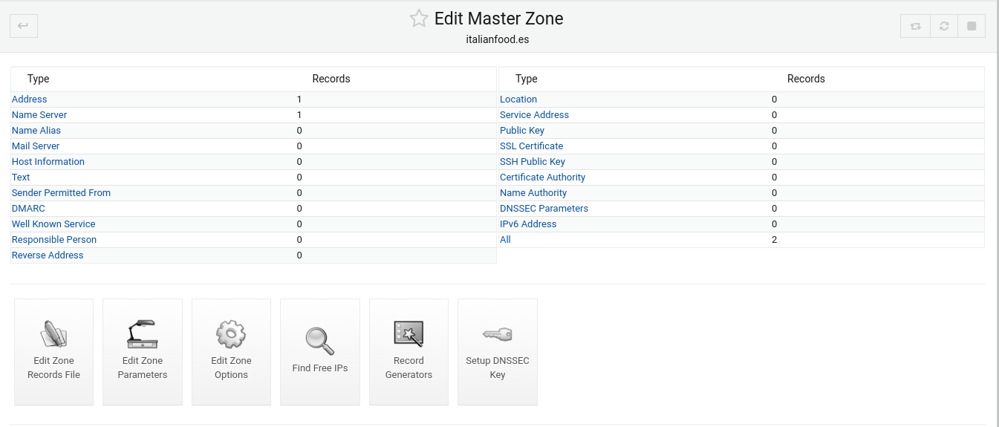 Edit Master Zone
italianfood.es
Type Records Type Records
Address 1 Location 0
Name Server 1 Service Address 0
Name Alias 0 Public Key 0
Mail Server 0 SSL Certificate 0
Host Information 0 SSH Public Key 0
Text 0 Certificate Authority 0
Sender Permitted From 0 Name Authority 0
DMARC 0 DNSSEC Parameters 0
Well Known Service 0 IPv6 Address 0
Responsible Person 0 All 2
Reverse Address 0
Edit Zone
Records File
Edit Zone
Parameters
Edit Zone
Options
Find Free IPs
Record
Generators
Setup DNSSEC
Key